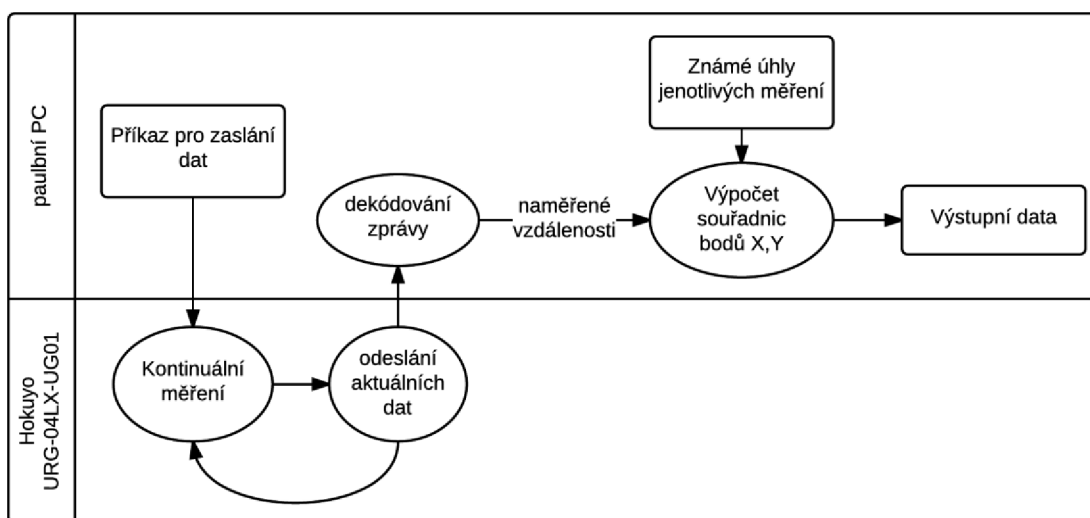 paulbní PC
Příkaz pro zaslání
dat
Známé úhly
jenotlivých měření
dekódování
zprávy
naměřené
vzdálenosti
Výpočet
souřadnic
bodů X,Y
Výstupní data
Hokuyo
URG-04LX-UG01
Kontinuální
měření
odeslání
aktuálních
dat